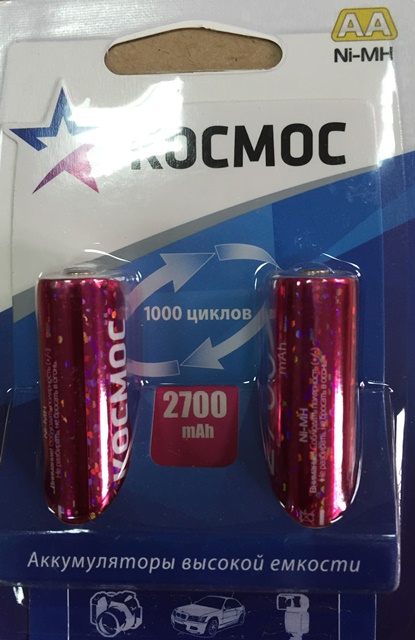 AA
Ni-MH
КОСМОС
1000 циклов
КОСМОС
2700
mAh
mAh
Ni-MH
Аккумуляторы высокой емкости